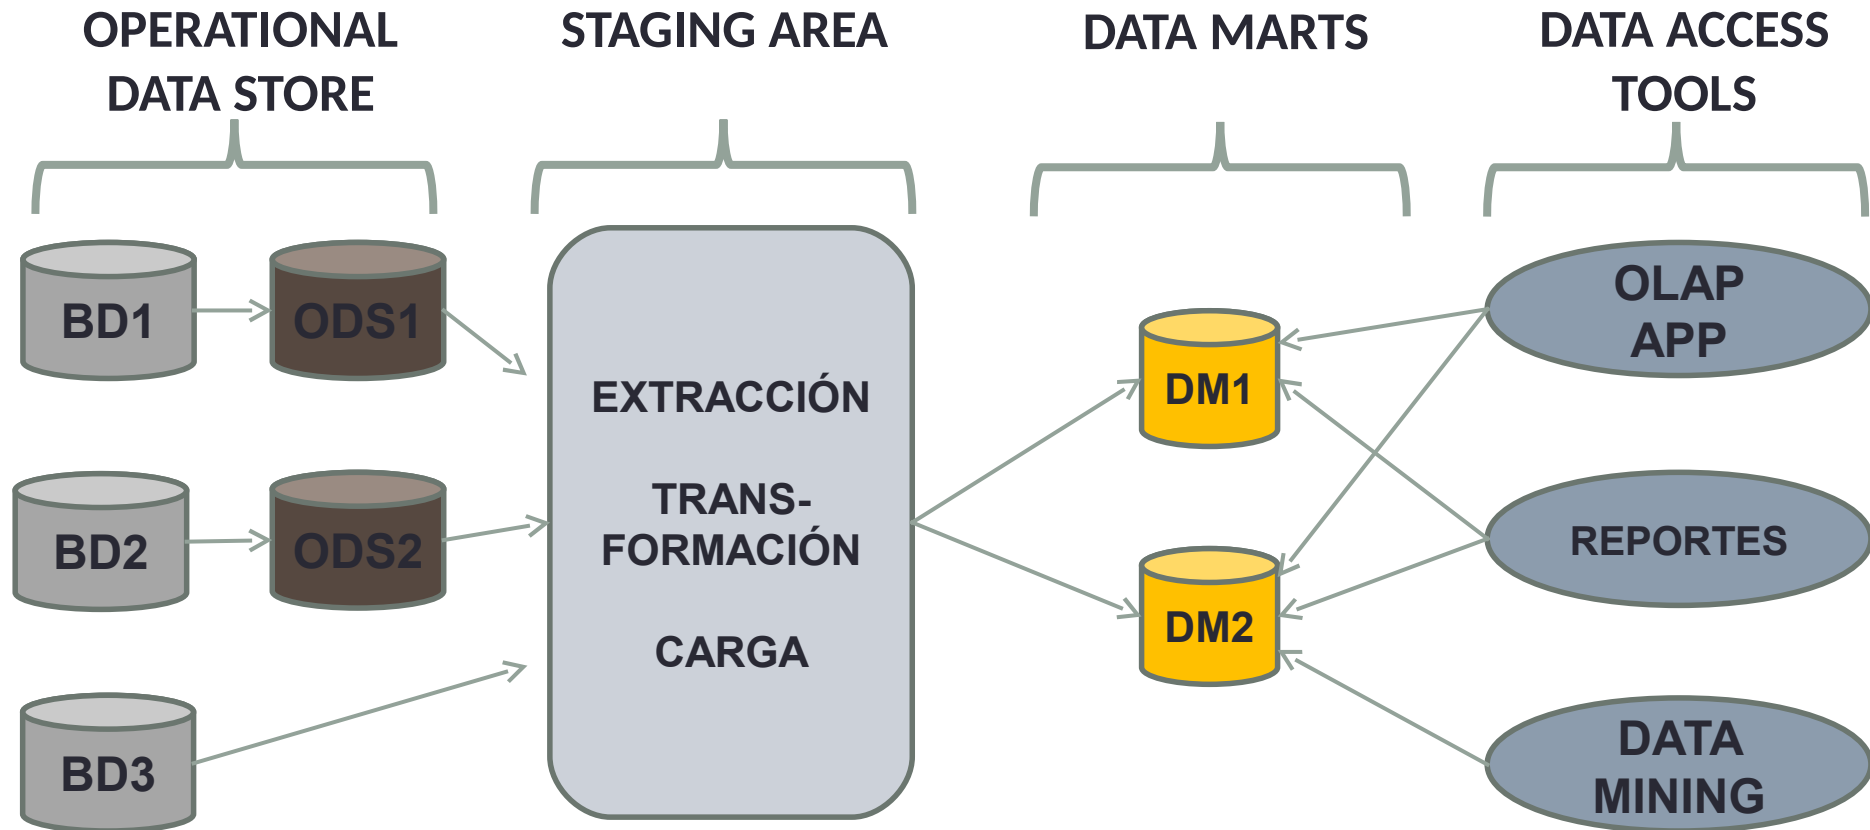 OPERATIONAL
DATA STORE
STAGING AREA
DATA MARTS
DATA ACCESS
TOOLS
BD1
ODS1
BD2
ODS2
BD3
EXTRACCIÓN
TRANS-
FORMACIÓN
CARGA
DM1
DM2
OLAP
APP
REPORTES
DATA
MINING